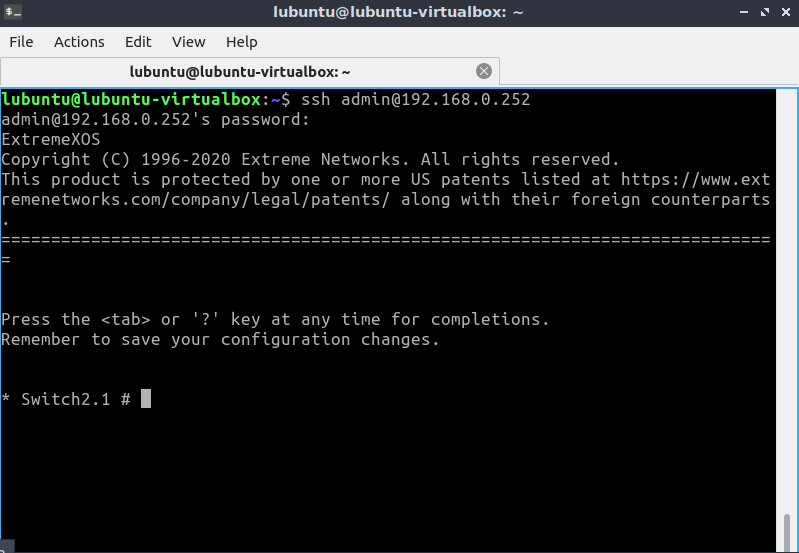 lubuntu@lubuntu-virtualbox: ~
File Actions Edit View Help
lubuntu@lubuntu-virtualbox: ~
lubuntu@lubuntu-virtualbox:~$ ssh admin@192.168.0.252
admin@192.168.0.252's password:
ExtremeXOS
Copyright (C) 1996-2020 Extreme Networks. All rights reserved.
This product is protected by one or more US patents listed at https://www.ext
remenetworks.com/company/legal/patents/ along with their foreign counterparts
.
=============================================================================
=
Press the <tab> or '?' key at any time for completions.
Remember to save your configuration changes.
* Switch2.1 #